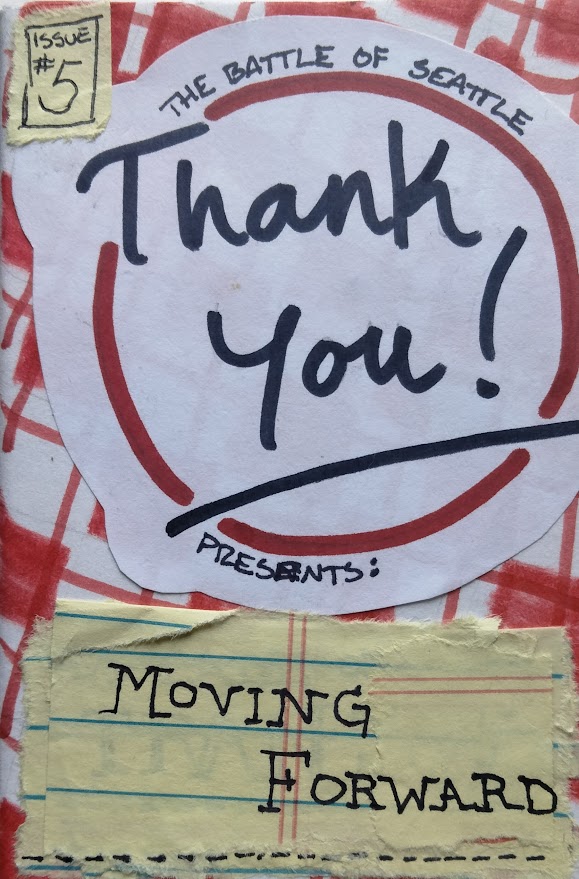 ISSUE
#5
THE BATTLE OF SEATTLE
Thank
You!
PRESENTS:
MOVING
FORWARD